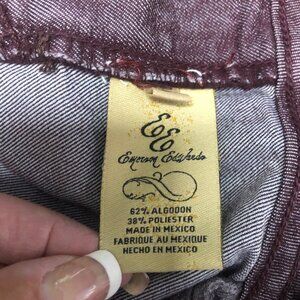 EE
Emerson Edwards
62% ALGODON
38% POLIESTER
MADE IN MEXICO
FABRIQUE AU MEXIQUE
HECHO EN MEXICO